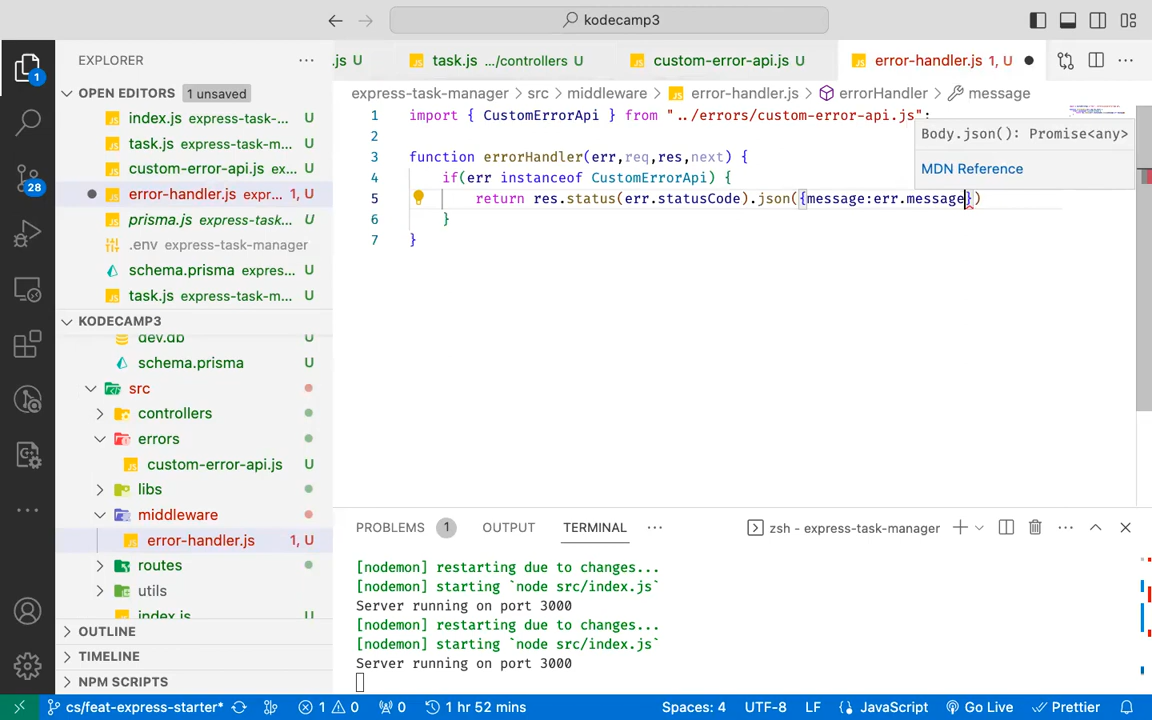 kodecamp3
EXPLORER
.js U
task.js .../controllers U
custom-error-api.js U
error-handler.js 1, U
OPEN EDITORS 1 unsaved
express-task-manager > src > middleware > error-handler.js > errorHandler > message
index.js express-task-...
task.js express-task-m... U
custom-error-api.js ex... U
error-handler.js expr... 1, U
prisma.js express-task... U
.env express-task-manager
schema.prisma expres... U
task.js express-task-m... U
1 import { CustomErrorApi } from "../errors/custom-error-api.js";
2
3 function errorHandler(err,req,res,next) {
4 if(err instanceof CustomErrorApi) {
5 return res.status(err.statusCode).json({message:err.message})
6 }
7 }
Body.json(): Promise<any>
MDN Reference
KODECAMP3
dev.db U
schema.prisma U
src
controllers
errors
custom-error-api.js U
libs
middleware
error-handler.js 1, U
routes
utils
index.js U
OUTLINE
TIMELINE
NPM SCRIPTS
1
28
PROBLEMS 1 OUTPUT TERMINAL zsh - express-task-manager
[nodemon] restarting due to changes...
[nodemon] starting `node src/index.js`
Server running on port 3000
[nodemon] restarting due to changes...
[nodemon] starting `node src/index.js`
Server running on port 3000
cs/feat-express-starter* 1 0 0 1 hr 52 mins Spaces: 4 UTF-8 LF JavaScript Go Live Prettier